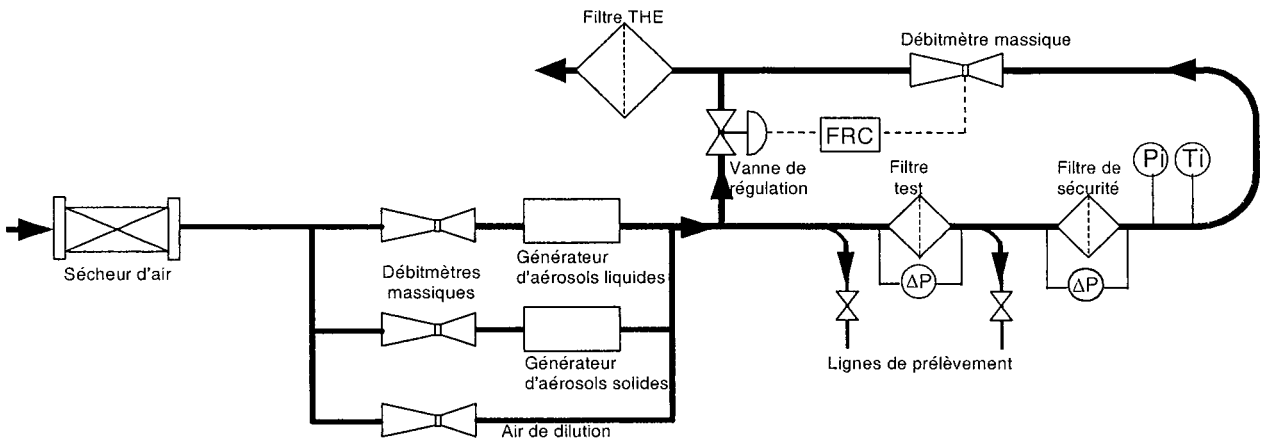 Filtre THE
Débitmètre massique
FRC
Vanne de
régulation
Filtre
test
Filtre de
sécurité
Pi
Ti
Sécheur d'air
Débitmètres
massiques
Générateur
d'aérosols liquides
ΔP
ΔP
Générateur
d'aérosols solides
Lignes de prélèvement
Air de dilution